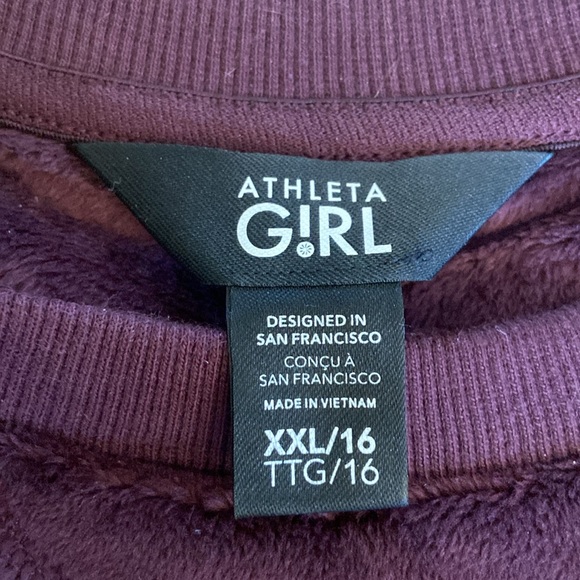 ATHLETA
G!RL
DESIGNED IN
SAN FRANCISCO
CONÇU À
SAN FRANCISCO
MADE IN VIETNAM
XXL/16
TTG/16